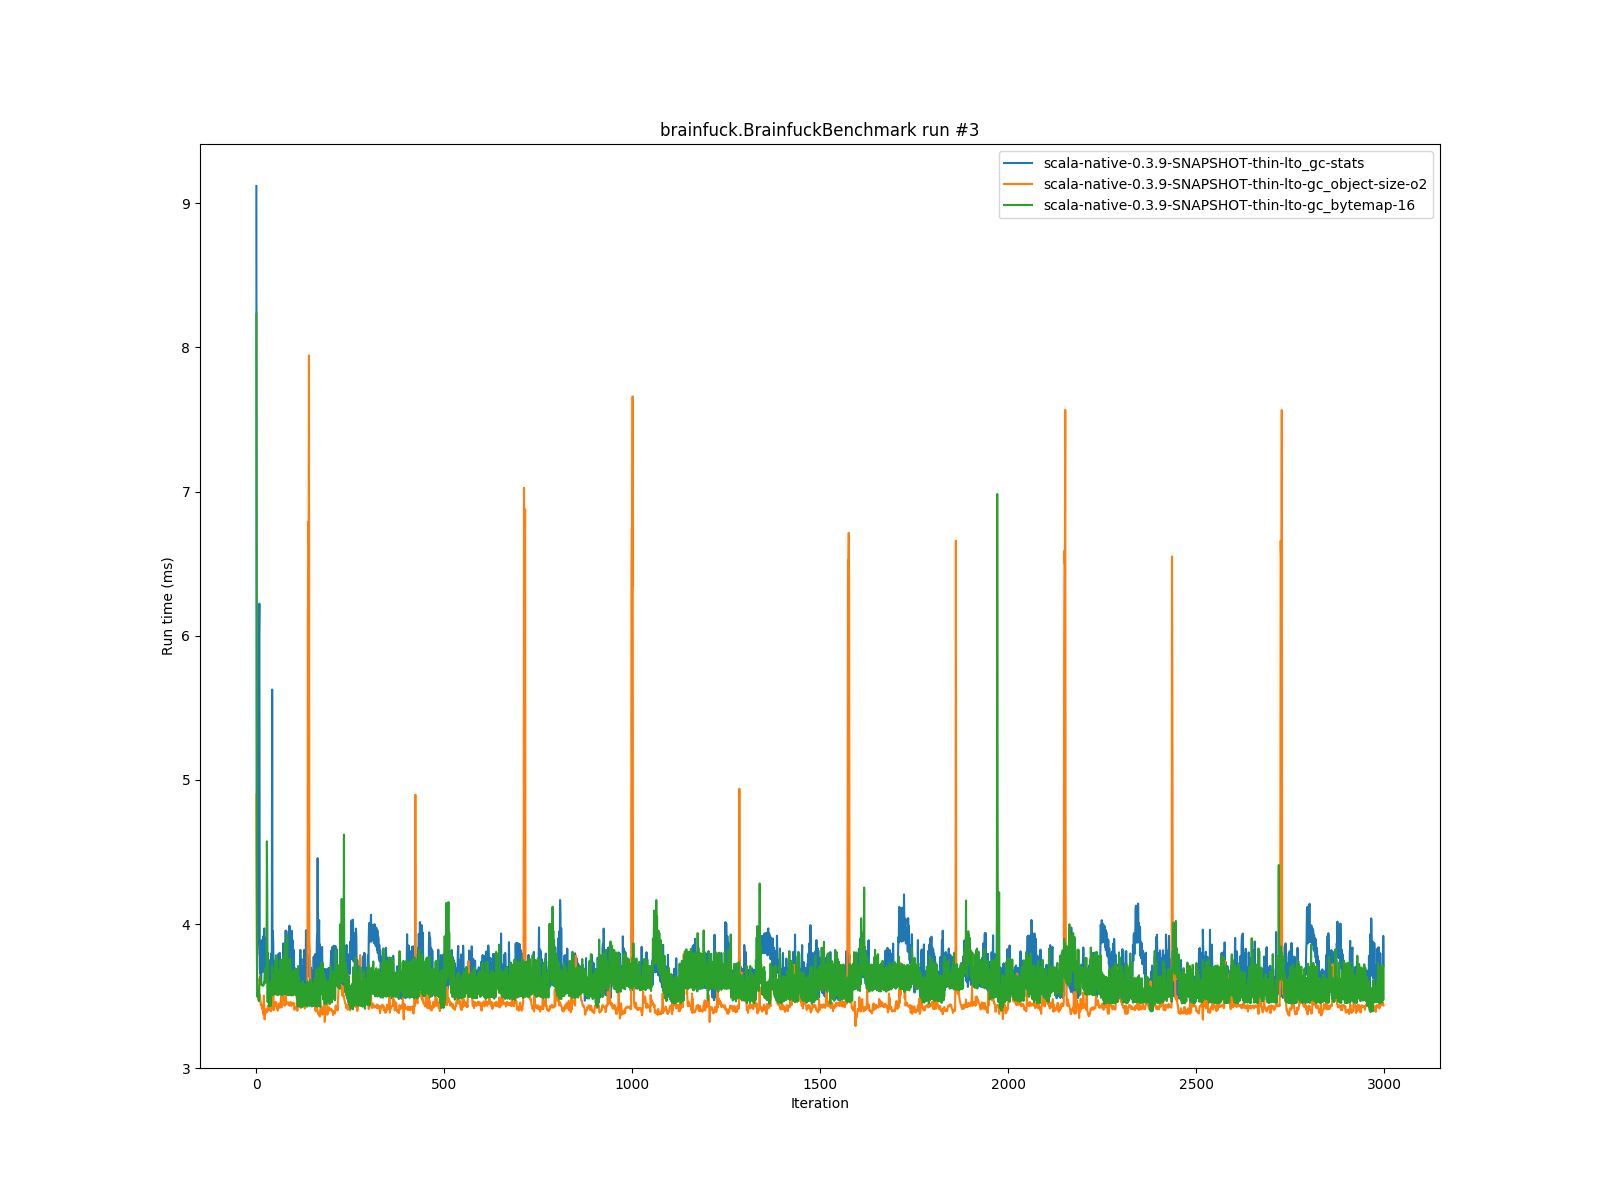 brainfuck.BrainfuckBenchmark run #3
scala-native-0.3.9-SNAPSHOT-thin-lto_gc-stats
scala-native-0.3.9-SNAPSHOT-thin-lto-gc_object-size-o2
scala-native-0.3.9-SNAPSHOT-thin-lto-gc_bytemap-16
Run time (ms)
9
8
7
6
5
4
3
0
500
1000
1500
2000
2500
3000
Iteration